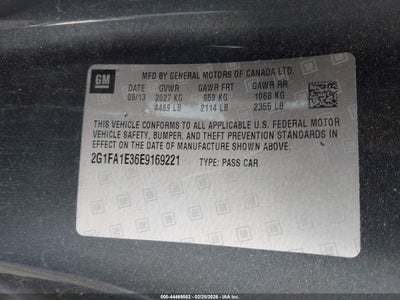 GM
MFD BY GENERAL MOTORS OF CANADA LTD.
DATE GVWR GAWR FRT GAWR RR
09/13 2027 KG 959 KG 1068 KG
4469 LB 2114 LB 2355 LB
THIS VEHICLE CONFORMS TO ALL APPLICABLE U.S. FEDERAL MOTOR
VEHICLE SAFETY, BUMPER, AND THEFT PREVENTION STANDARDS
IN EFFECT ON THE DATE OF MANUFACTURE SHOWN ABOVE.
2G1FA1E36E9169221 TYPE: PASS CAR
000-44469582 - 02/25/2026 - IAA Inc.